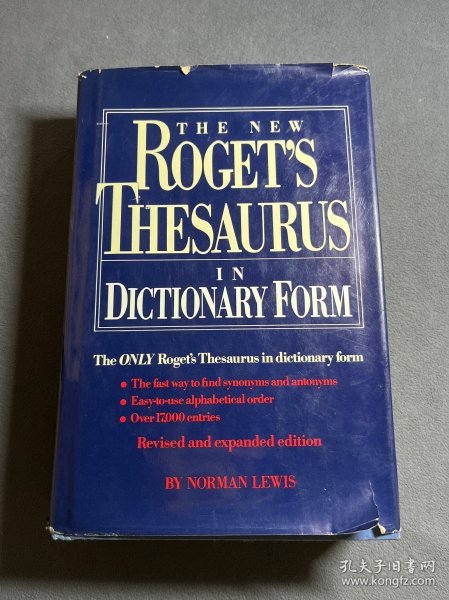 THE NEW
ROGET'S
THESAURUS
IN
DICTIONARY FORM
The ONLY Roget's Thesaurus in dictionary form
● The fast way to find synonyms and antonyms
● Easy-to-use alphabetical order
● Over 17,000 entries
Revised and expanded edition
BY NORMAN LEWIS
孔夫子旧书网
www.kongfz.com